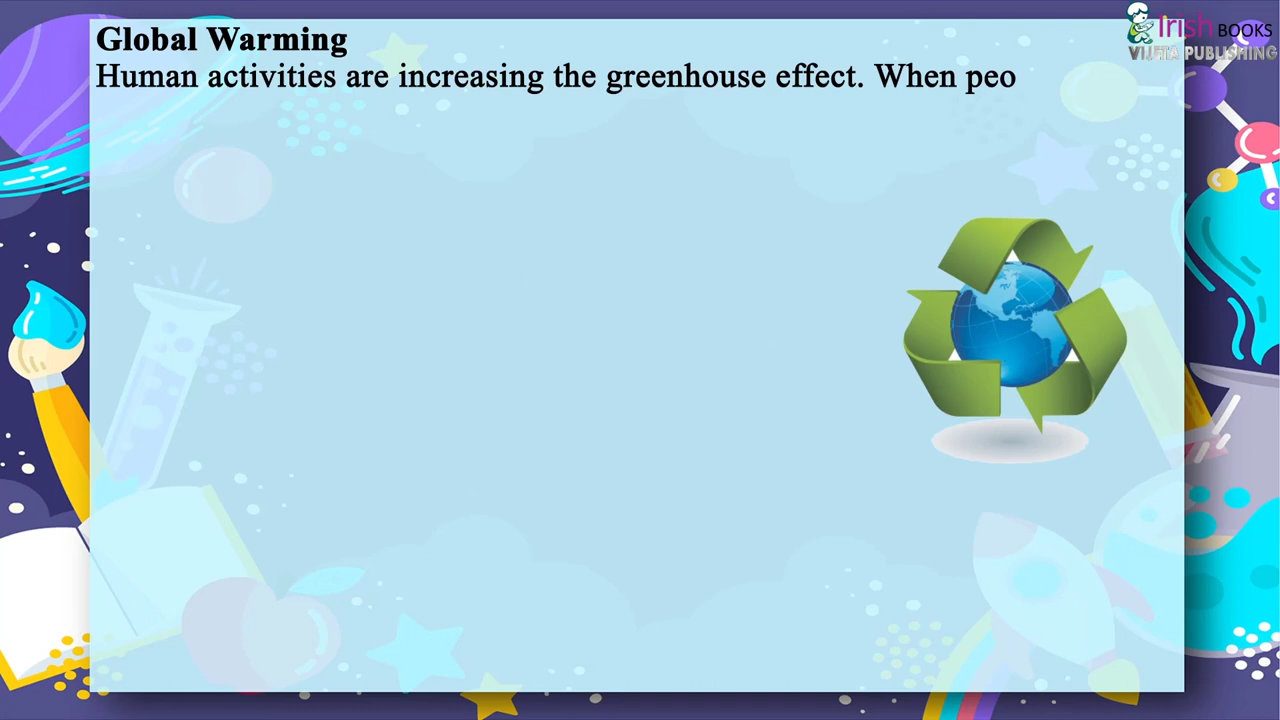 Global Warming
Human activities are increasing the greenhouse effect. When peo
Irish BOOKS
VIJETA PUBLISHING